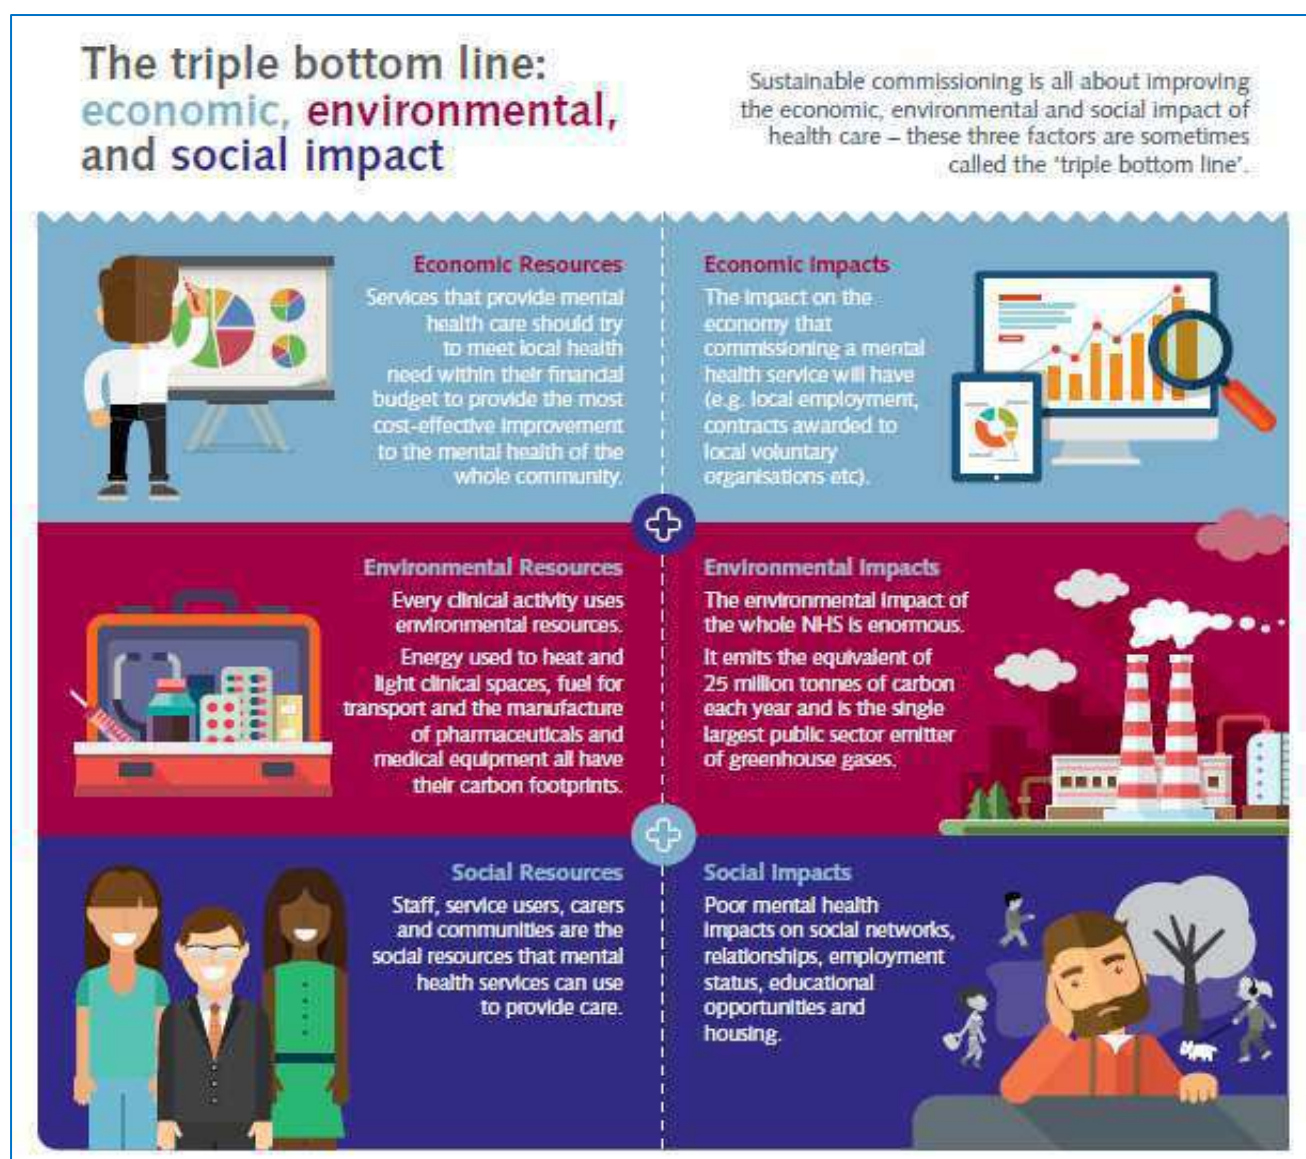 The triple bottom line:
economic, environmental,
and social impact
Sustainable commissioning is all about improving
the economic, environmental and social impact of
health care – these three factors are sometimes
called the ‘triple bottom line’.
Economic Resources
Services that provide mental
health care should try
to meet local health
need within their financial
budget to provide the most
cost-effective improvement
to the mental health of the
whole community.
Economic Impacts
The impact on the
economy that
commissioning a mental
health service will have
(e.g. local employment,
contracts awarded to
local voluntary
organisations etc).
Environmental Resources
Every clinical activity uses
environmental resources.
Energy used to heat and
light clinical spaces, fuel for
transport and the manufacture
of pharmaceuticals and
medical equipment all have
their carbon footprints.
Environmental Impacts
The environmental impact of
the whole NHS is enormous.
It emits the equivalent of
25 million tonnes of carbon
each year and is the single
largest public sector emitter
of greenhouse gases.
Social Resources
Staff, service users, carers
and communities are the
social resources that mental
health services can use
to provide care.
Social Impacts
Poor mental health
impacts on social networks,
relationships, employment
status, educational
opportunities and
housing.